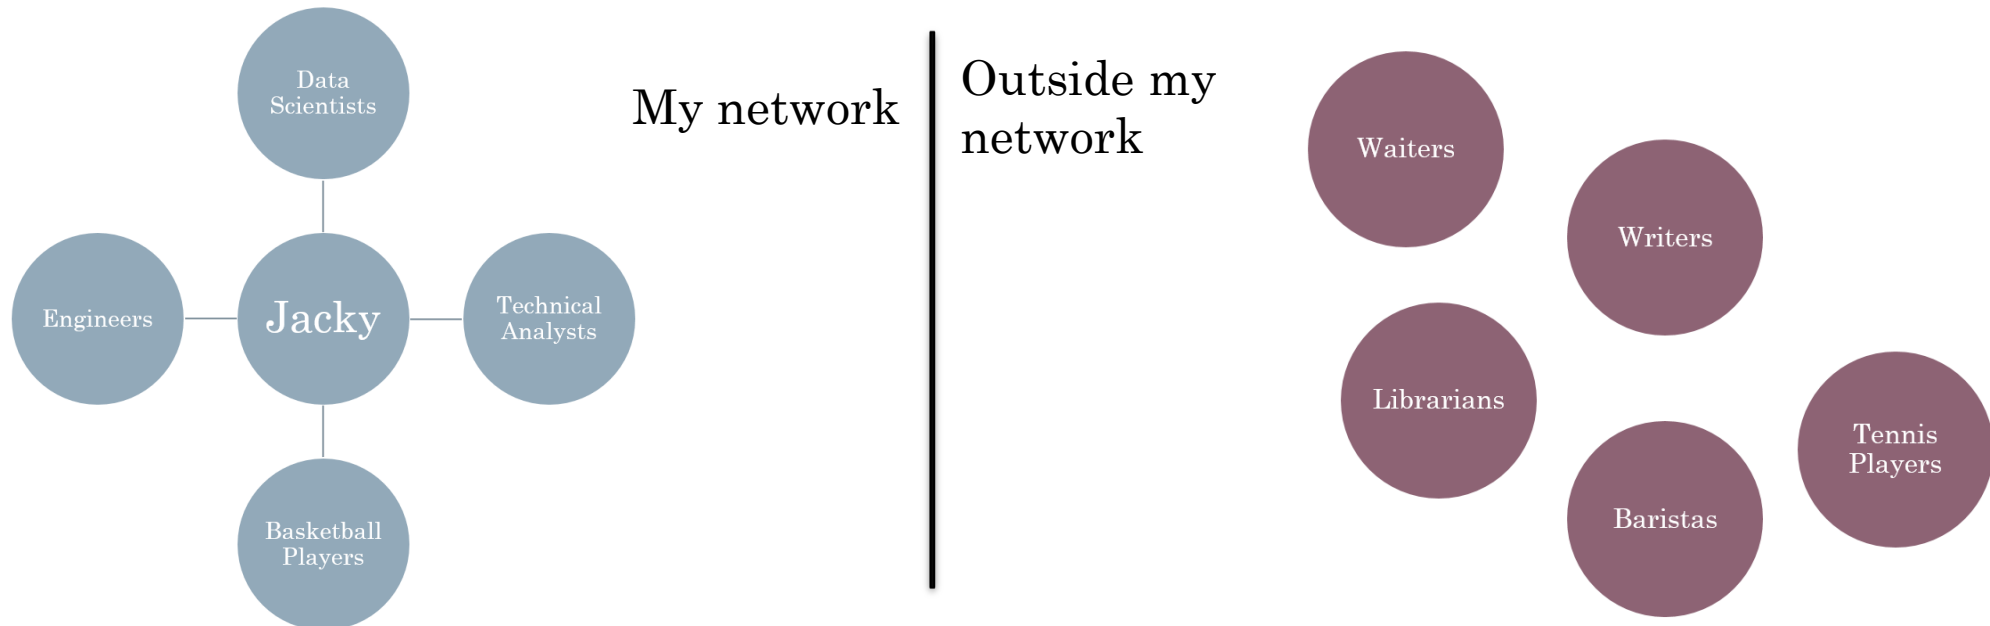 Data
Scientists
My network
Engineers
Jacky
Technical
Analysts
Basketball
Players
Outside my
network
Waiters
Writers
Librarians
Tennis
Players
Baristas